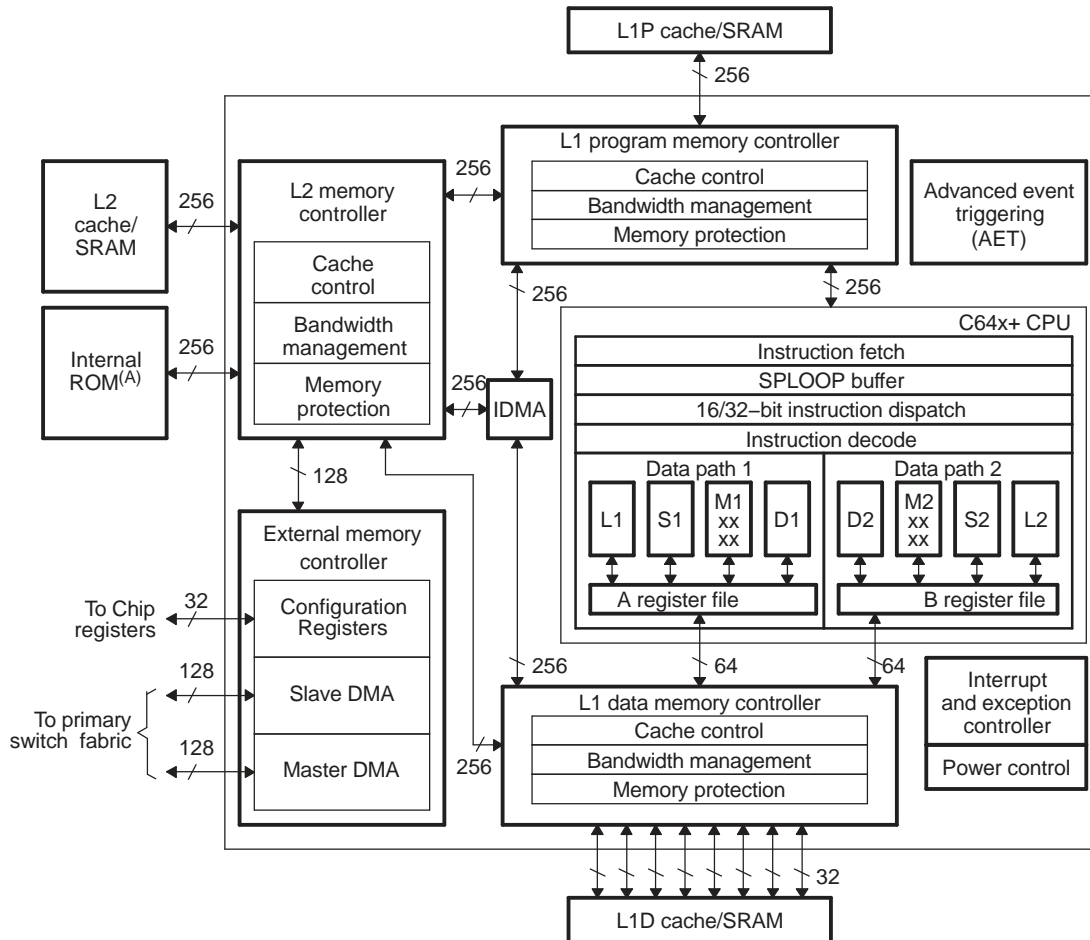 L1P cache/SRAM
256
L1 program memory controller
Cache control
Bandwidth management
Memory protection
Advanced event
triggering
(AET)
L2
cache/
SRAM
256
L2 memory
controller
Cache
control
Bandwidth
management
Memory
protection
256
256
256
Internal
ROM(A)
256
256
IDMA
C64x+ CPU
Instruction fetch
SPLOOP buffer
16/32−bit instruction dispatch
Instruction decode
Data path 1
L1
S1
M1
xx
xx
D1
A register file
Data path 2
D2
M2
xx
xx
S2
L2
B register file
128
External memory
controller
Configuration
Registers
Slave DMA
Master DMA
To Chip
registers
32
128
To primary
switch fabric
128
256
64
64
256
L1 data memory controller
Cache control
Bandwidth management
Memory protection
Interrupt
and exception
controller
Power control
32
L1D cache/SRAM